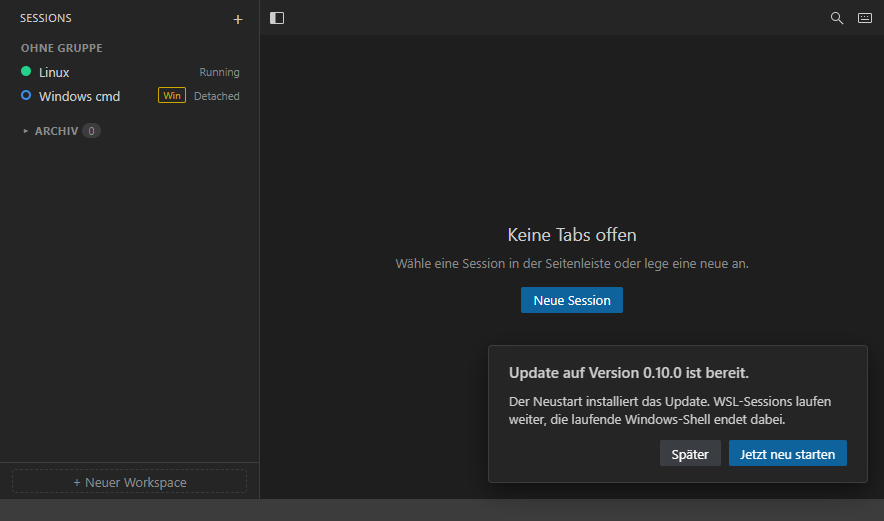 SESSIONS
+
OHNE GRUPPE
Linux Running
Windows cmd Win Detached
ARCHIV 0
Keine Tabs offen
Wähle eine Session in der Seitenleiste oder lege eine neue an.
Neue Session
Update auf Version 0.10.0 ist bereit.
Der Neustart installiert das Update. WSL-Sessions laufen
weiter, die laufende Windows-Shell endet dabei.
Später Jetzt neu starten
+ Neuer Workspace